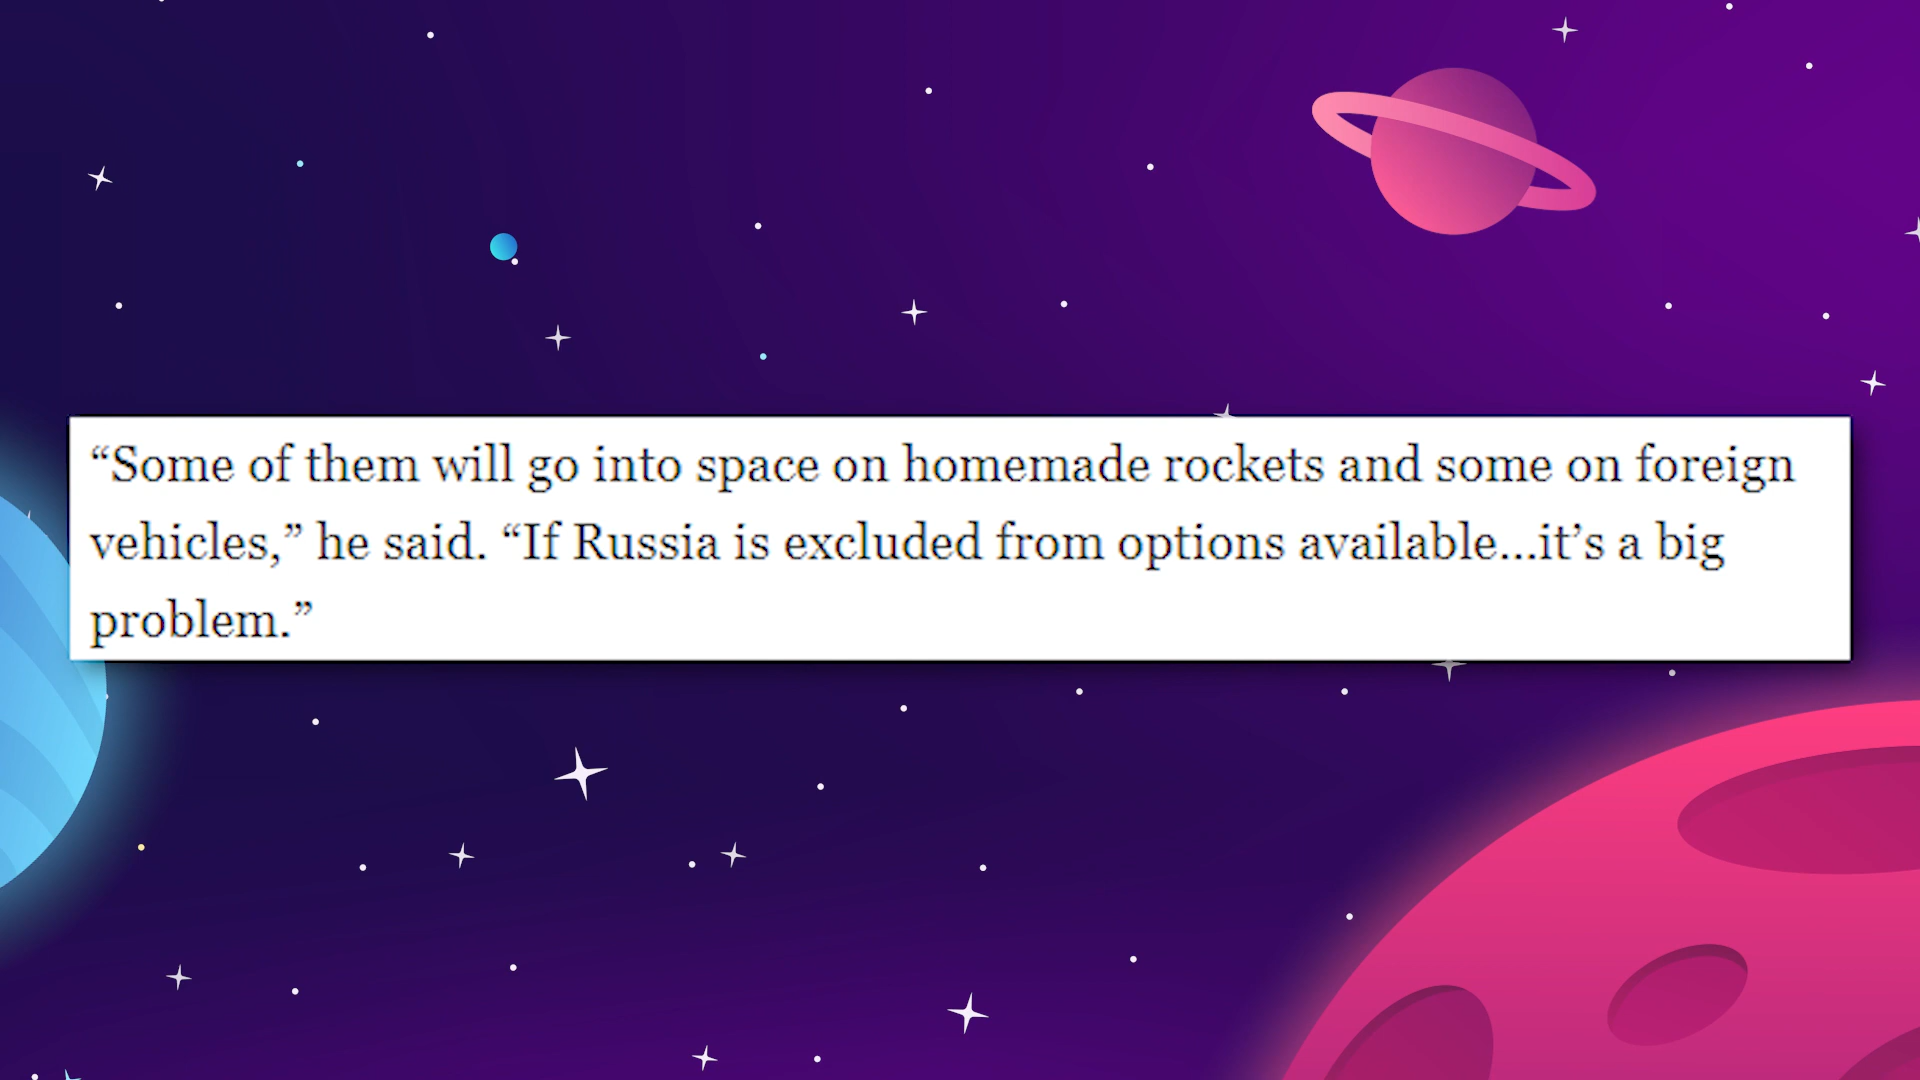 “Some of them will go into space on homemade rockets and some on foreign
vehicles,” he said. “If Russia is excluded from options available...it’s a big
problem.”